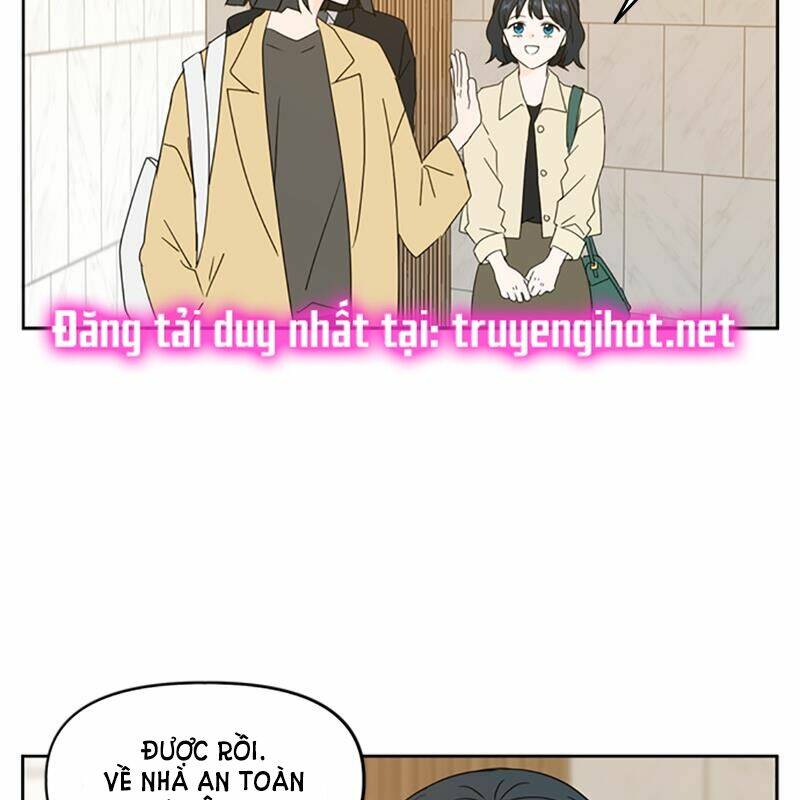 Đăng tải duy nhất tại: truyengihot.net
ĐƯỢC RỒI.
VỀ NHÀ AN TOÀN